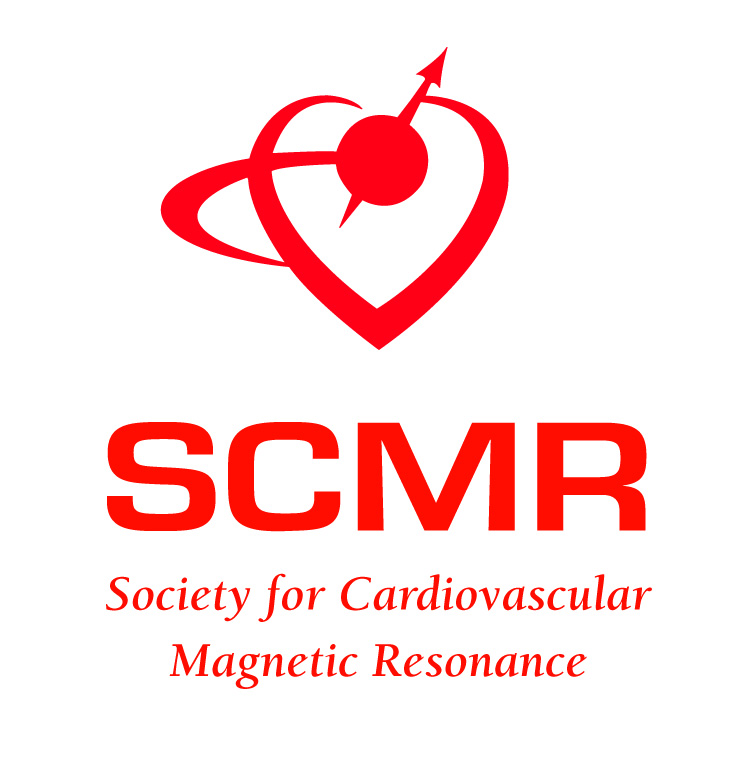 SCMR
Society for Cardiovascular
Magnetic Resonance